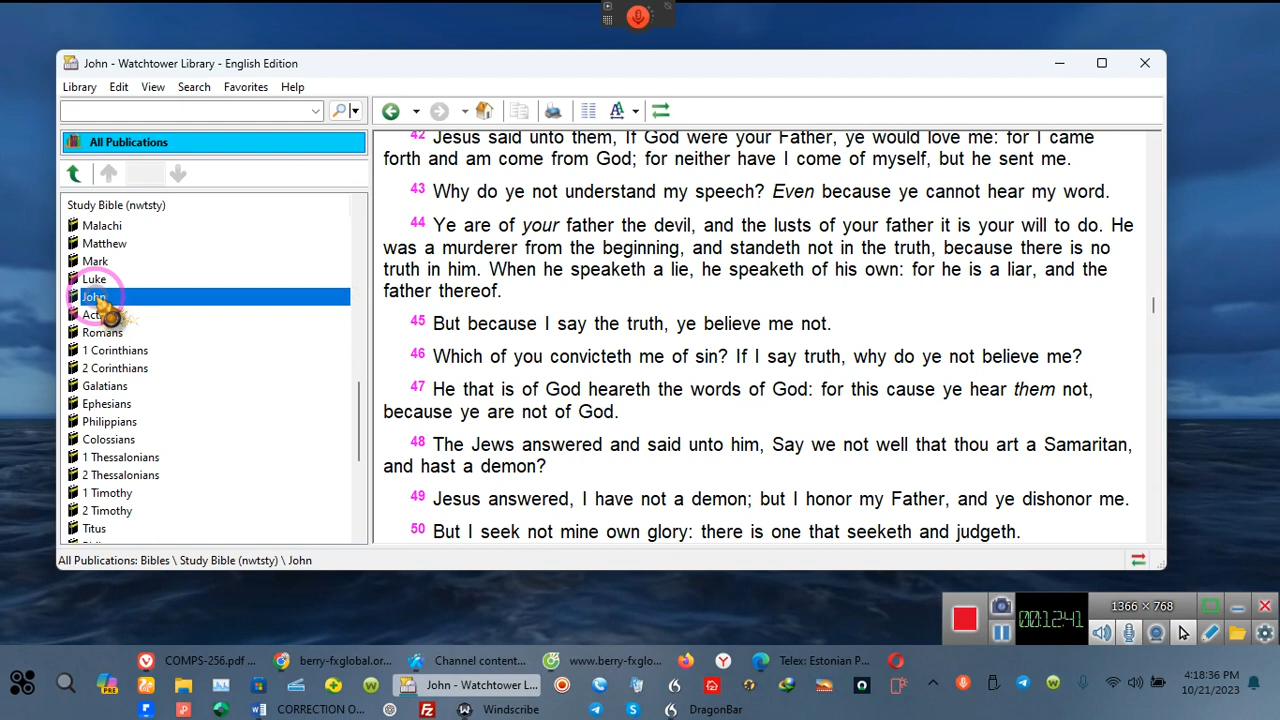 John - Watchtower Library - English Edition
Library Edit View Search Favorites Help
All Publications
Study Bible (nwtsty)
Malachi
Matthew
Mark
Luke
John
Romans
1 Corinthians
2 Corinthians
Galatians
Ephesians
Philippians
Colossians
1 Thessalonians
2 Thessalonians
1 Timothy
2 Timothy
Titus
42 Jesus said unto them, If God were your Father, ye would love me: for I came
forth and am come from God; for neither have I come of myself, but he sent me.
43 Why do ye not understand my speech? Even because ye cannot hear my word.
44 Ye are of your father the devil, and the lusts of your father it is your will to do. He
was a murderer from the beginning, and standeth not in the truth, because there is no
truth in him. When he speaketh a lie, he speaketh of his own: for he is a liar, and the
father thereof.
45 But because I say the truth, ye believe me not.
46 Which of you convicteth me of sin? If I say truth, why do ye not believe me?
47 He that is of God heareth the words of God: for this cause ye hear them not,
because ye are not of God.
48 The Jews answered and said unto him, Say we not well that thou art a Samaritan,
and hast a demon?
49 Jesus answered, I have not a demon; but I honor my Father, and ye dishonor me.
50 But I seek not mine own glory: there is one that seeketh and judgeth.
All Publications: Bibles \ Study Bible (nwtsty) \ John
1366 × 768
00:12:41
COMPS-256.pdf ... berry-fxglobal.or... Channel content... www.berry-fxglo... Telex: Estonian P...
John - Watchtower L...
CORRECTION O... Windscribe DragonBar
4:18:36 PM
10/21/2023